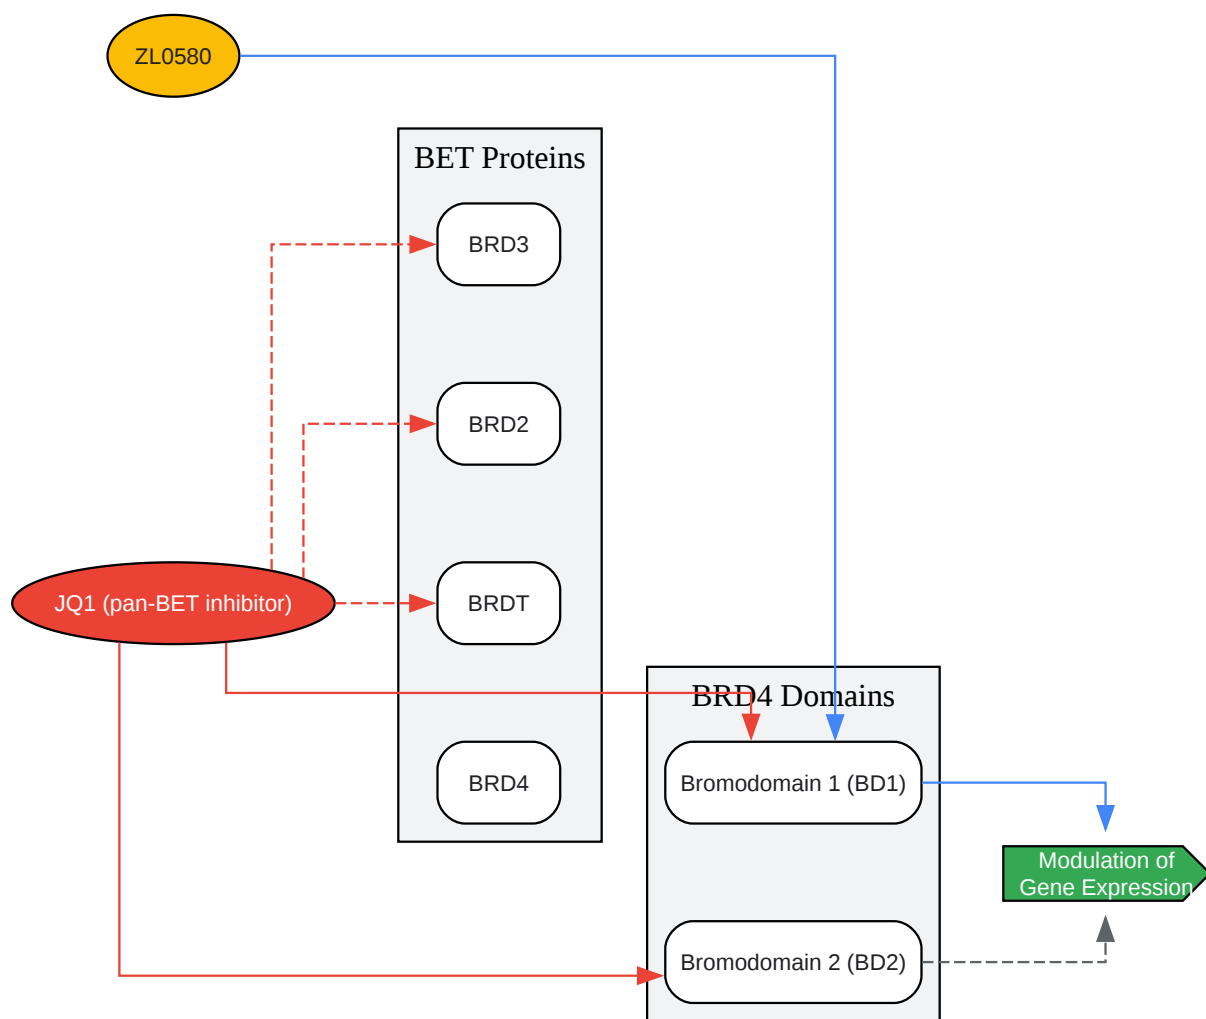 ZL0580
BET Proteins
BRD3
BRD2
JQ1 (pan-BET inhibitor)
BRDT
BRD4 Domains
BRD4
Bromodomain 1 (BD1)
Modulation of
Gene Expression
Bromodomain 2 (BD2)